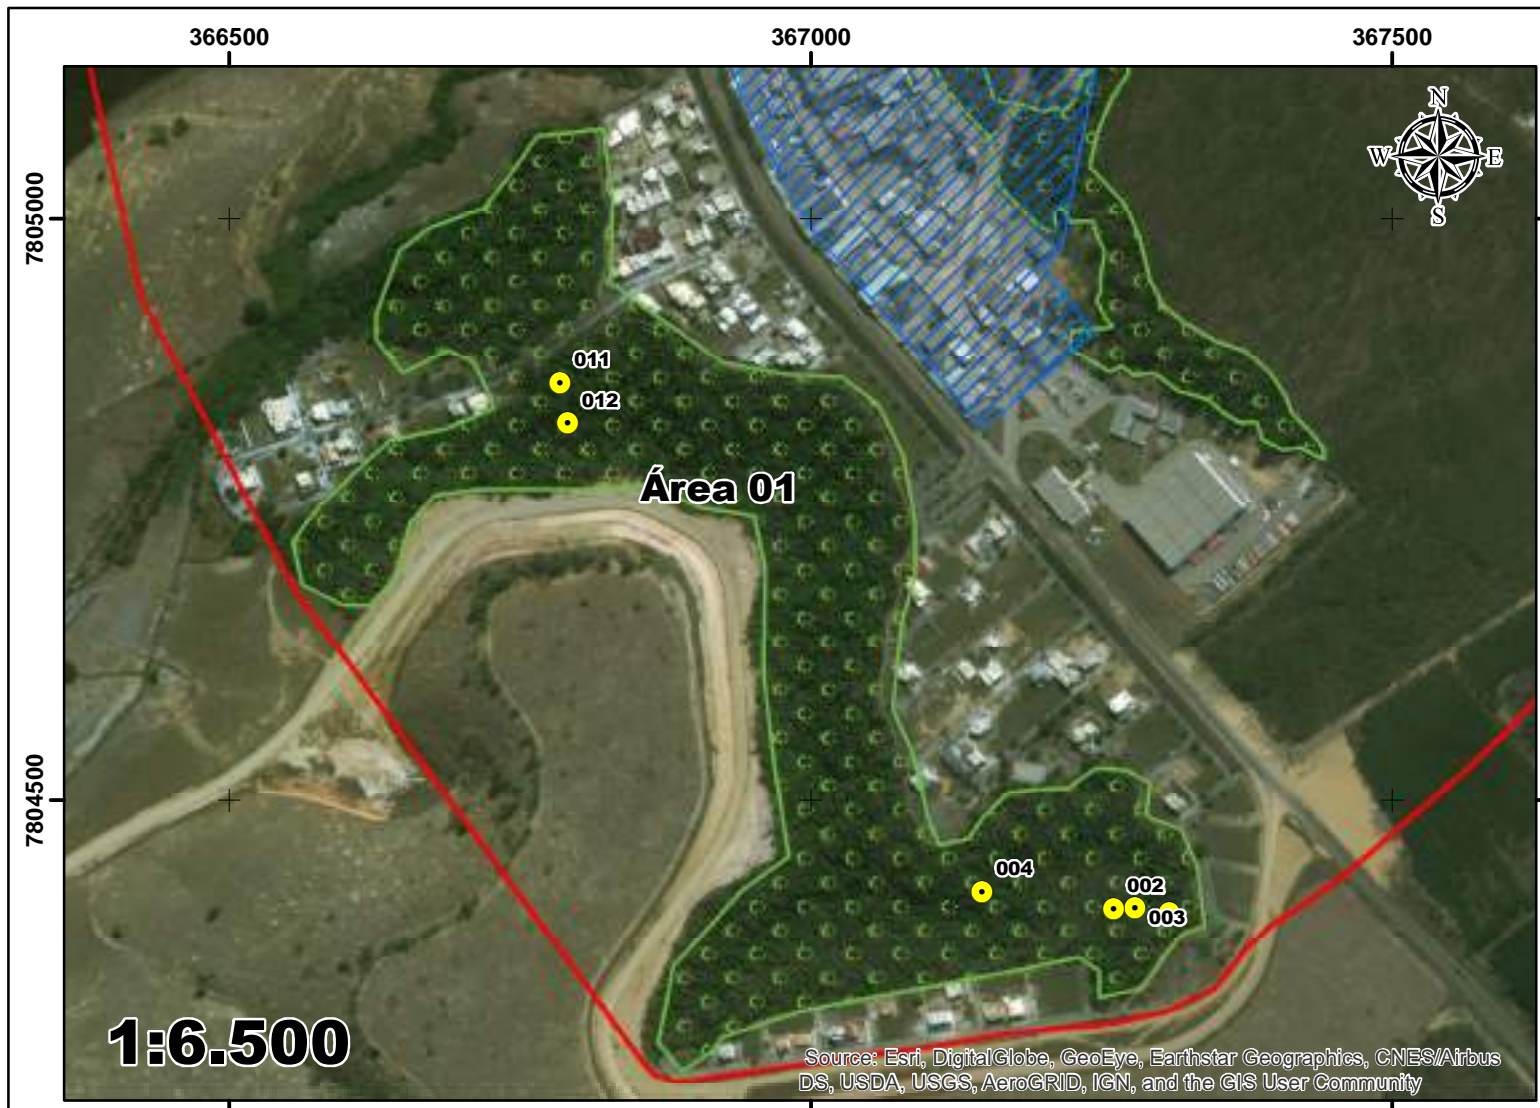 366500 367000 367500
N
W E
S
7805000
011
012
Área 01
7804500
004
002
003
1:6.500
Source: Esri, DigitalGlobe, GeoEye, Earthstar Geographics, CNES/Airbus
DS, USDA, USGS, AeroGRID, IGN, and the GIS User Community